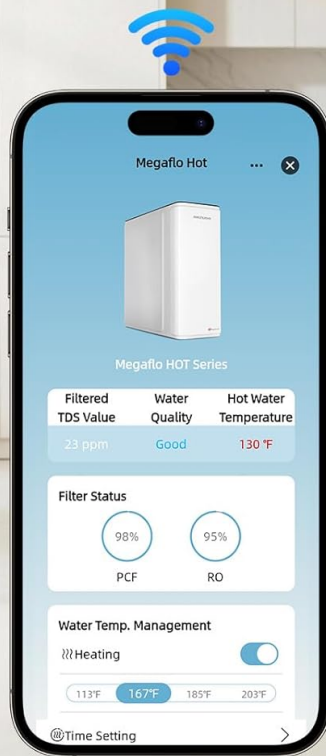 Megaflo Hot
Megaflo HOT Series
Filtered TDS Value
Water Quality
Hot Water Temperature
23 ppm
Good
130 °F
Filter Status
98%
95%
PCF
RO
Water Temp. Management
Heating
113°F
167°F
185°F
203°F
Time Setting